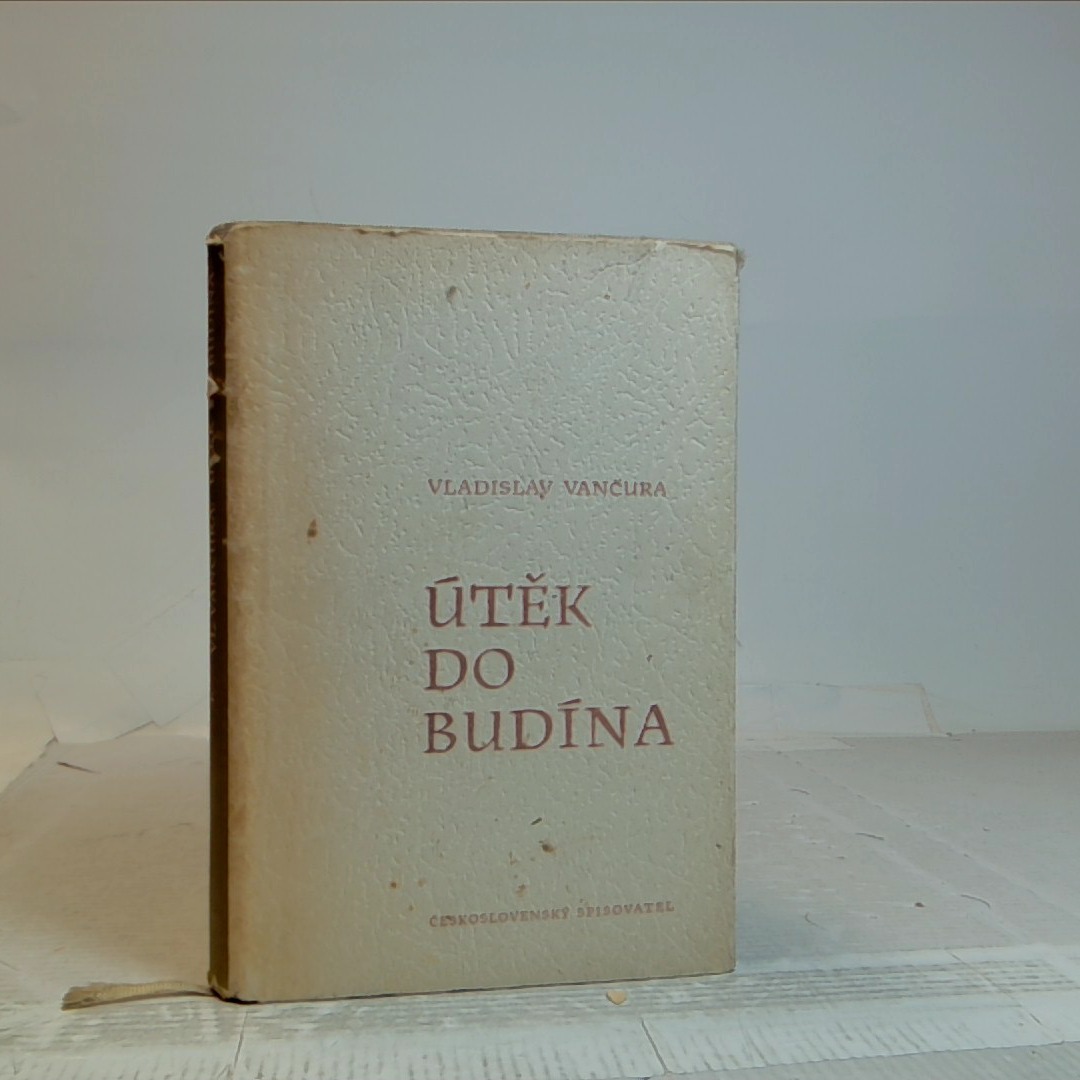 VLADISLAV VANČURA
ÚTĚK
DO
BUDÍNA
ČESKOSLOVENSKÝ SPISOVATEL